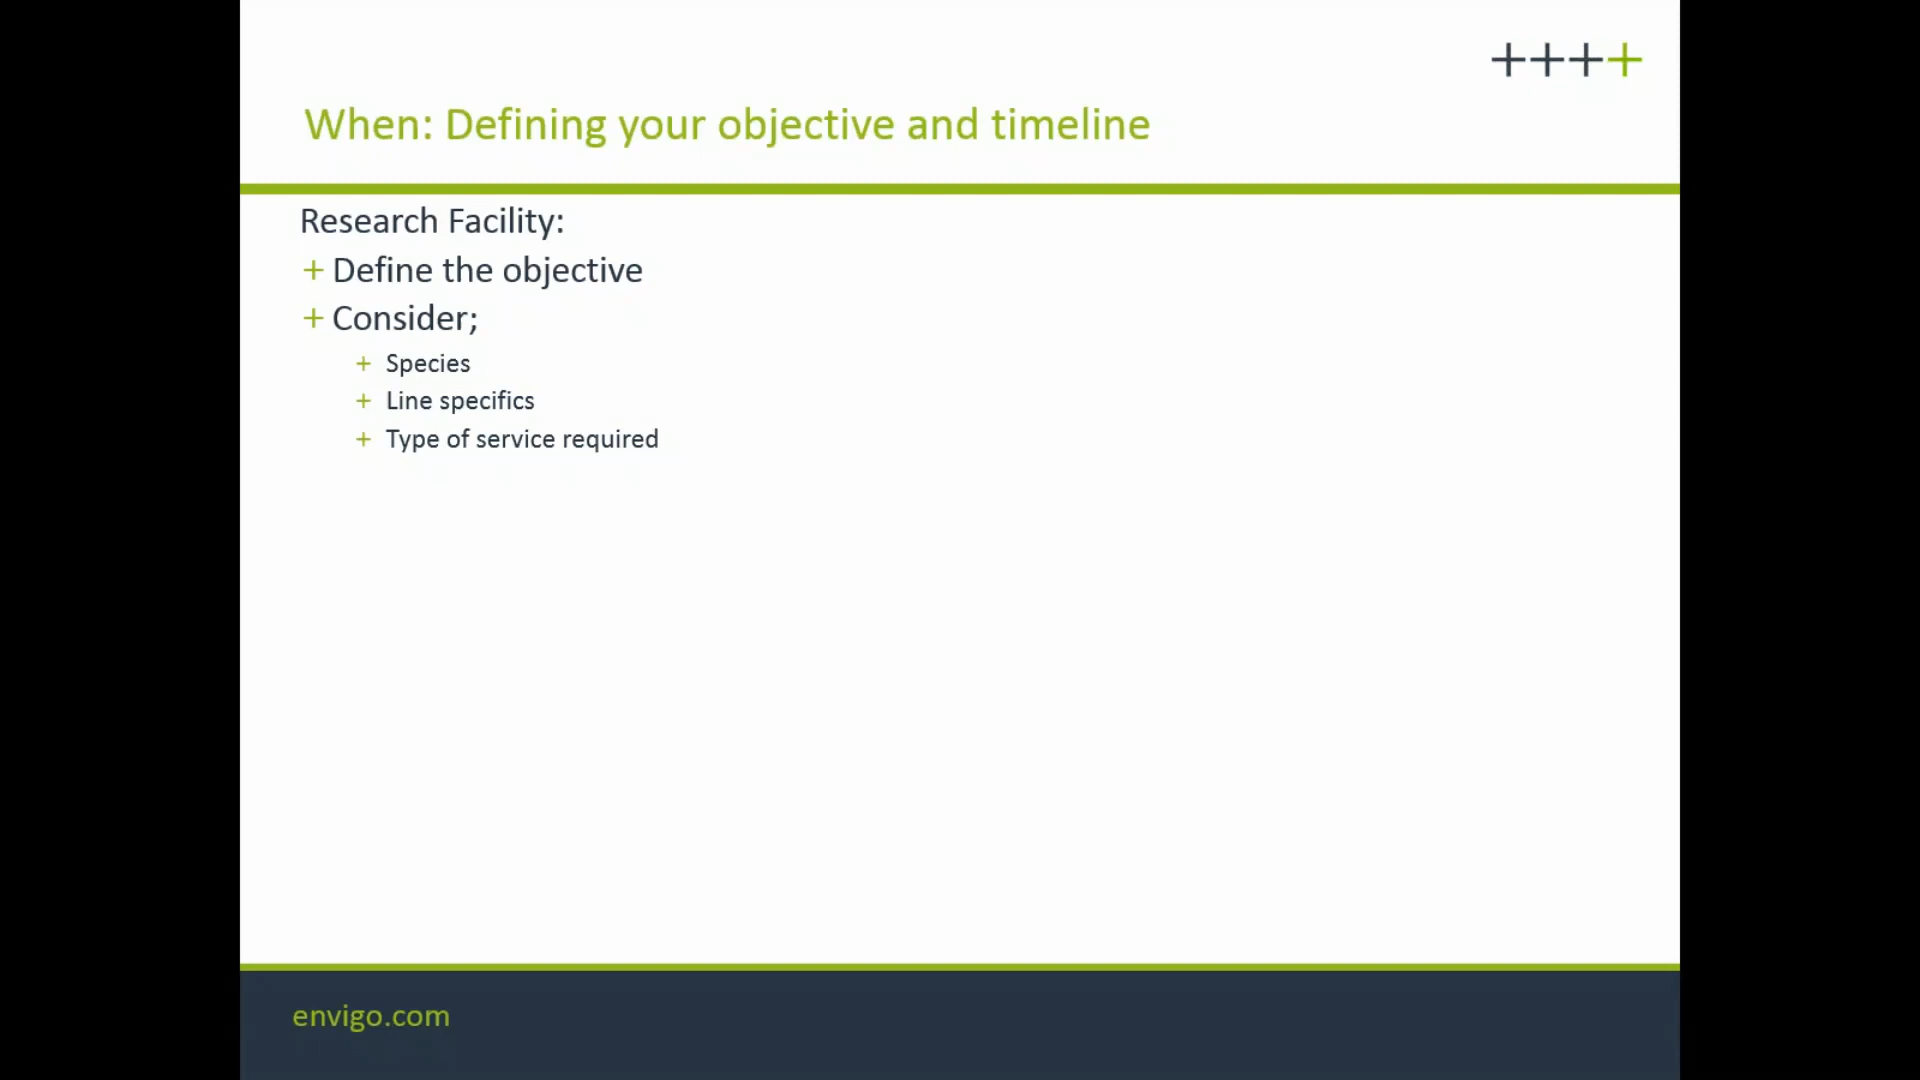 ++++
When: Defining your objective and timeline
Research Facility:
+ Define the objective
+ Consider;
+ Species
+ Line specifics
+ Type of service required
envigo.com